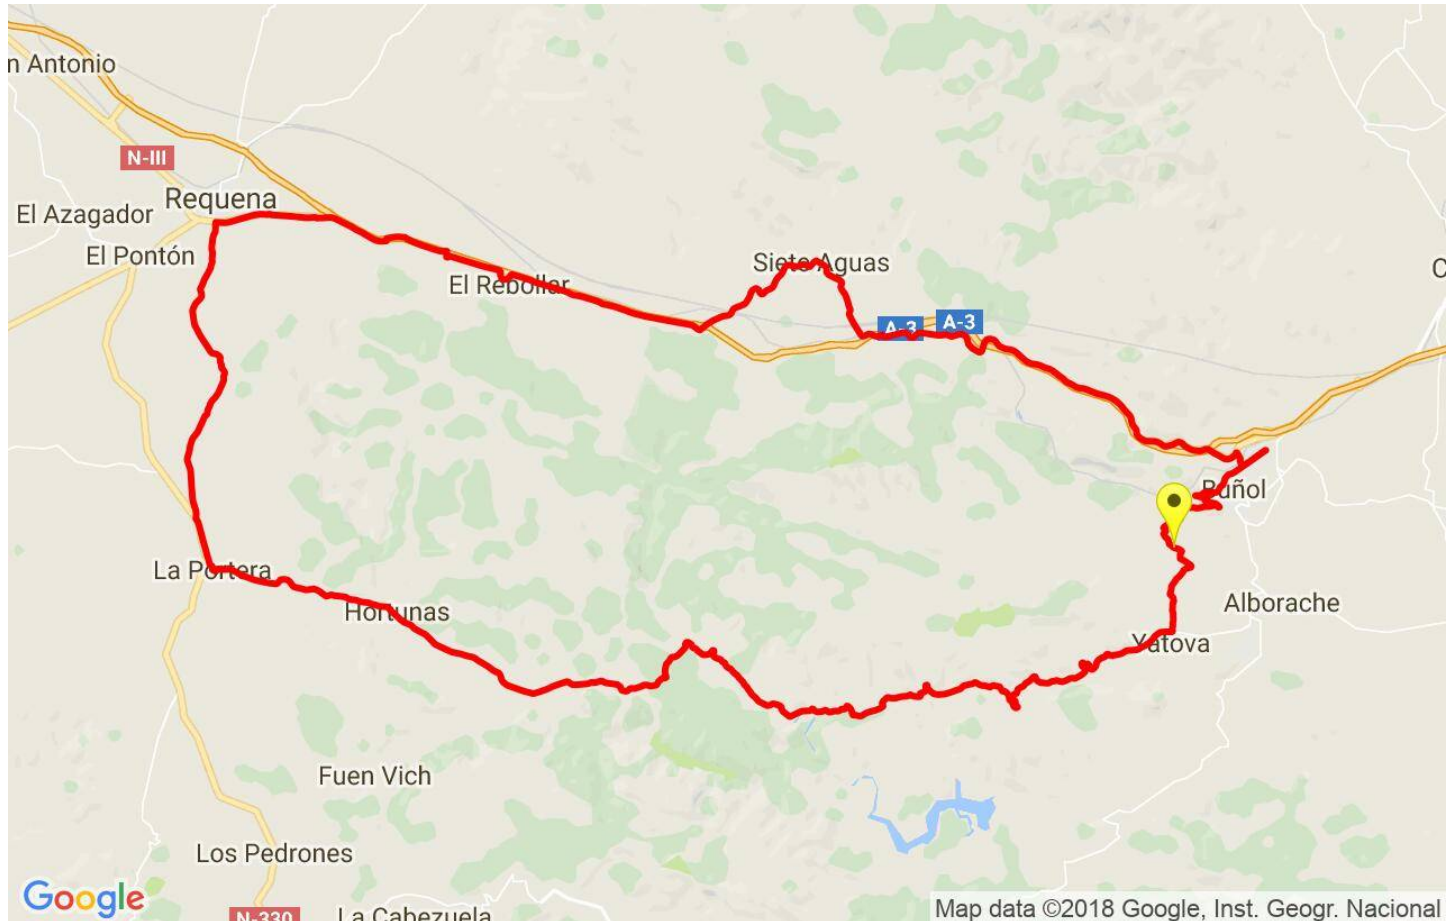 n Antonio
N-III
Requena
El Azagador
El Pontón
Siete Aguas
C
El Rebollar
A-3
A-3
Buñol
La Portera
Hortunas
Alborache
Yatova
Fuen Vich
Los Pedrones
Google
N-330
La Cabezuela
Map data ©2018 Google, Inst. Geogr. Nacional